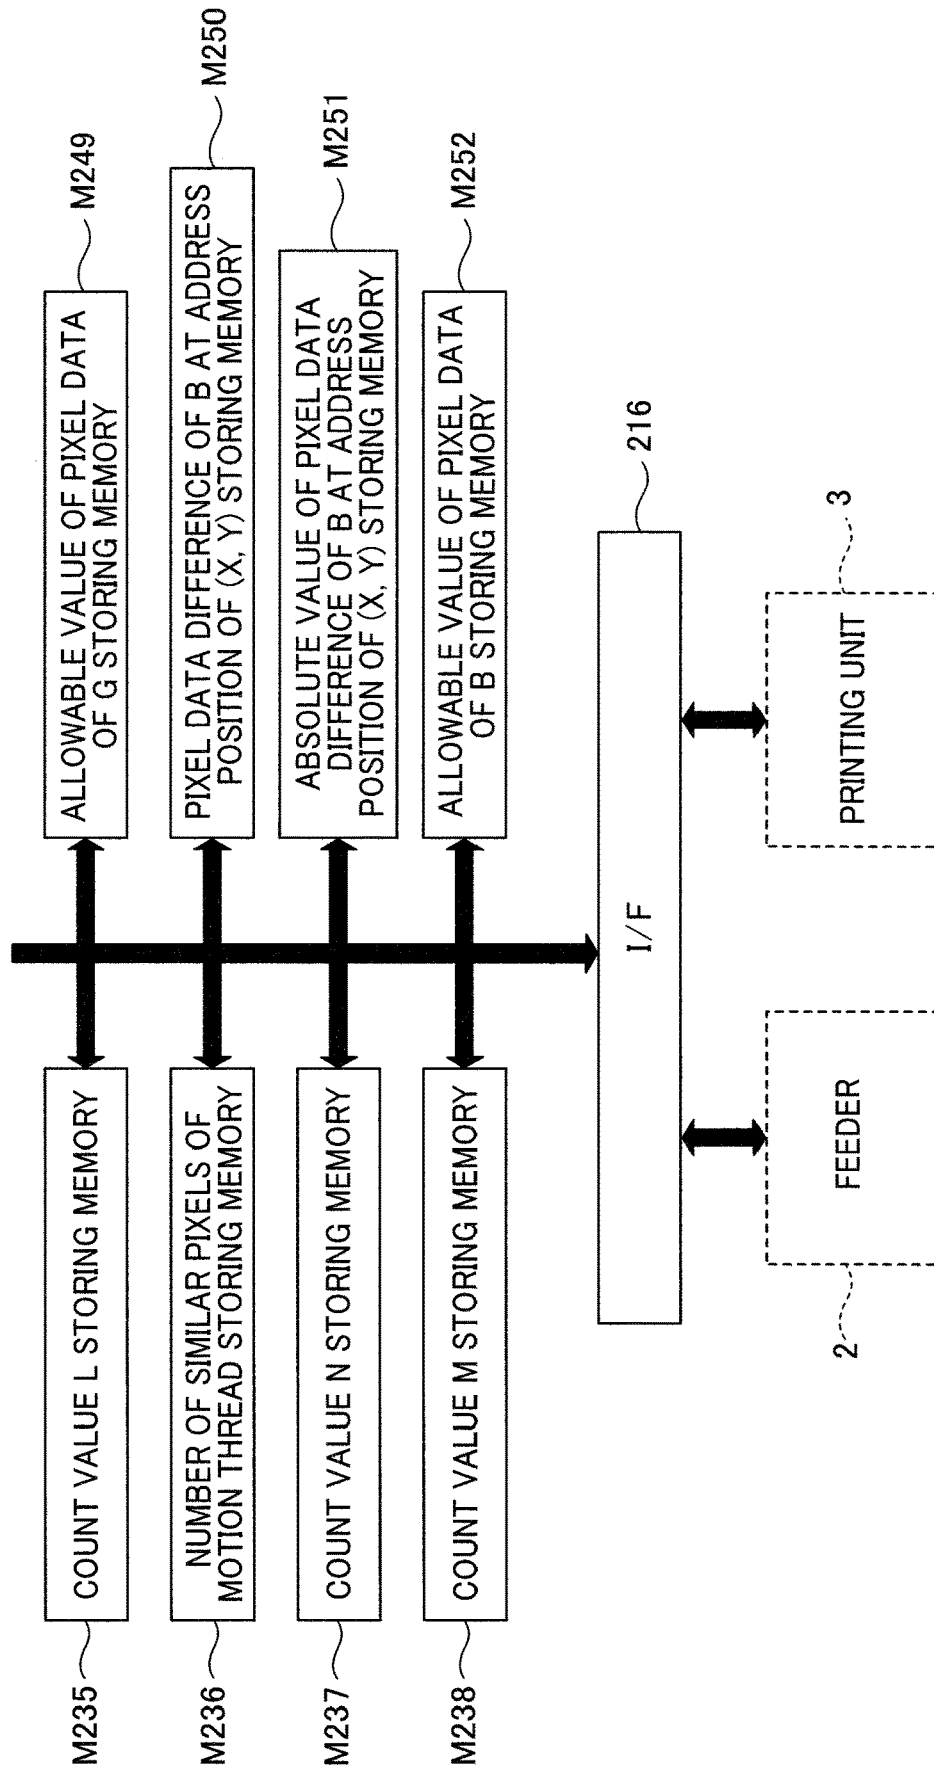 M235
COUNT VALUE L STORING MEMORY
ALLOWABLE VALUE OF PIXEL DATA
OF G STORING MEMORY
M249
M236
NUMBER OF SIMILAR PIXELS OF
MOTION THREAD STORING MEMORY
PIXEL DATA DIFFERENCE OF B AT ADDRESS
POSITION OF (X, Y) STORING MEMORY
M250
M237
COUNT VALUE N STORING MEMORY
ABSOLUTE VALUE OF PIXEL DATA
DIFFERENCE OF B AT ADDRESS
POSITION OF (X, Y) STORING MEMORY
M251
M238
COUNT VALUE M STORING MEMORY
ALLOWABLE VALUE OF PIXEL DATA
OF B STORING MEMORY
M252
I/F
216
2
FEEDER
PRINTING UNIT
3